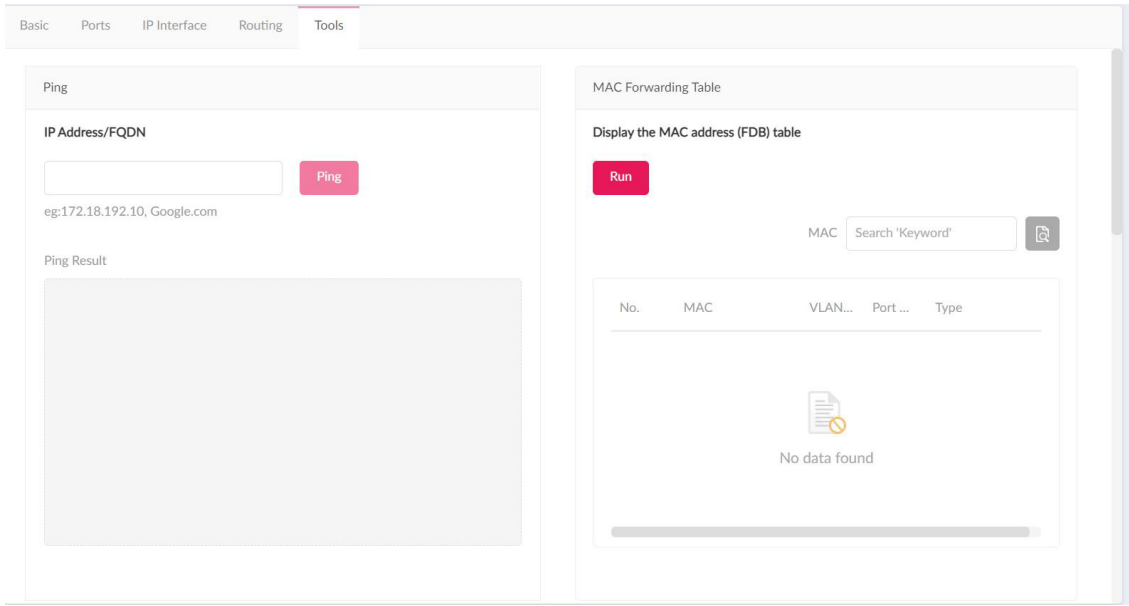 Basic Ports IP Interface Routing Tools
Ping
IP Address/FQDN
Ping
eg:172.18.192.10, Google.com
Ping Result
MAC Forwarding Table
Display the MAC address (FDB) table
Run
MAC Search 'Keyword'
No. MAC VLAN... Port ... Type
No data found